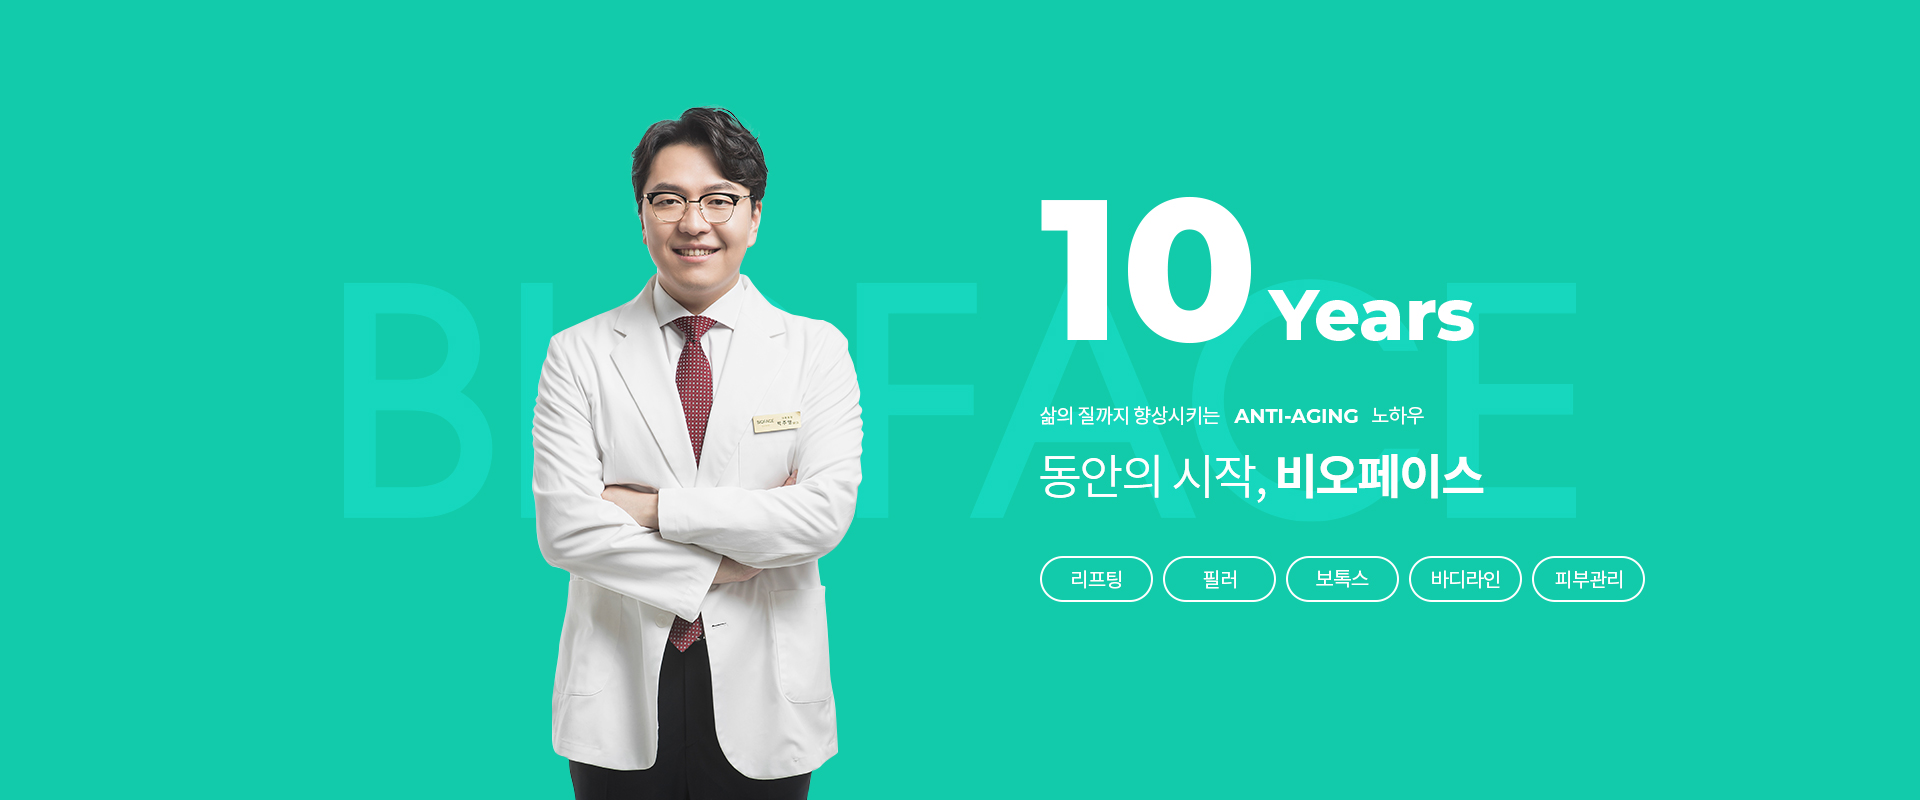 BIOFACE
10 Years
삶의 질까지 향상시키는 ANTI-AGING 노하우
동안의 시작, 비오페이스
리프팅 필러 보톡스 바디라인 피부관리
BIOFACE